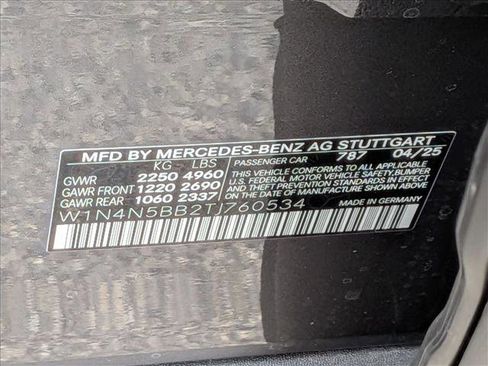 MFD BY MERCEDES-BENZ AG STUTTGART
KG LBS PASSENGER CAR 787 04/25
GVWR 2250 4960
GAWR FRONT 1220 2690
GAWR REAR 1060 2337
THIS VEHICLE CONFORMS TO ALL APPLICABLE
U.S. FEDERAL MOTOR VEHICLE SAFETY, BUMPER,
AND THEFT PREVENTION STANDARDS IN EFFECT
ON THE DATE OF MANUFACTURE SHOWN ABOVE.
W1N4N5BB2TJ760534
MADE IN GERMANY